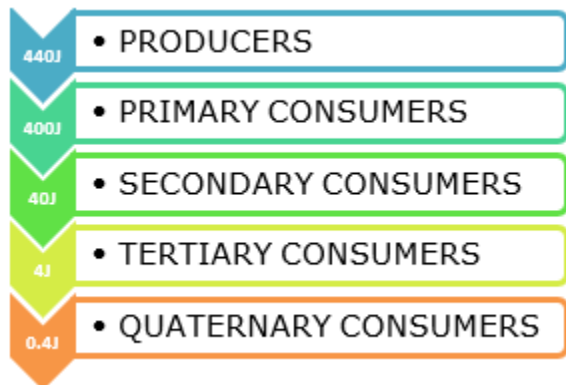 440J • PRODUCERS
400J • PRIMARY CONSUMERS
40J • SECONDARY CONSUMERS
4J • TERTIARY CONSUMERS
0.4J • QUATERNARY CONSUMERS